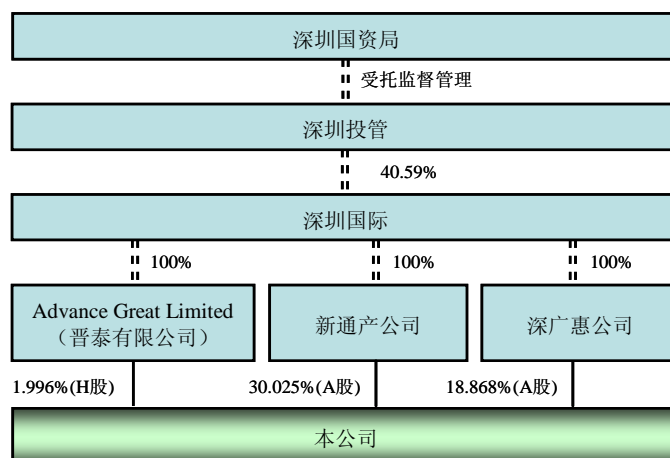 深圳国资局
受托监督管理
深圳投管
40.59%
深圳国际
100%
100%
100%
Advance Great Limited
（晋泰有限公司）
新通产公司
深广惠公司
1.996%(H股)
30.025%(A股)
18.868%(A股)
本公司